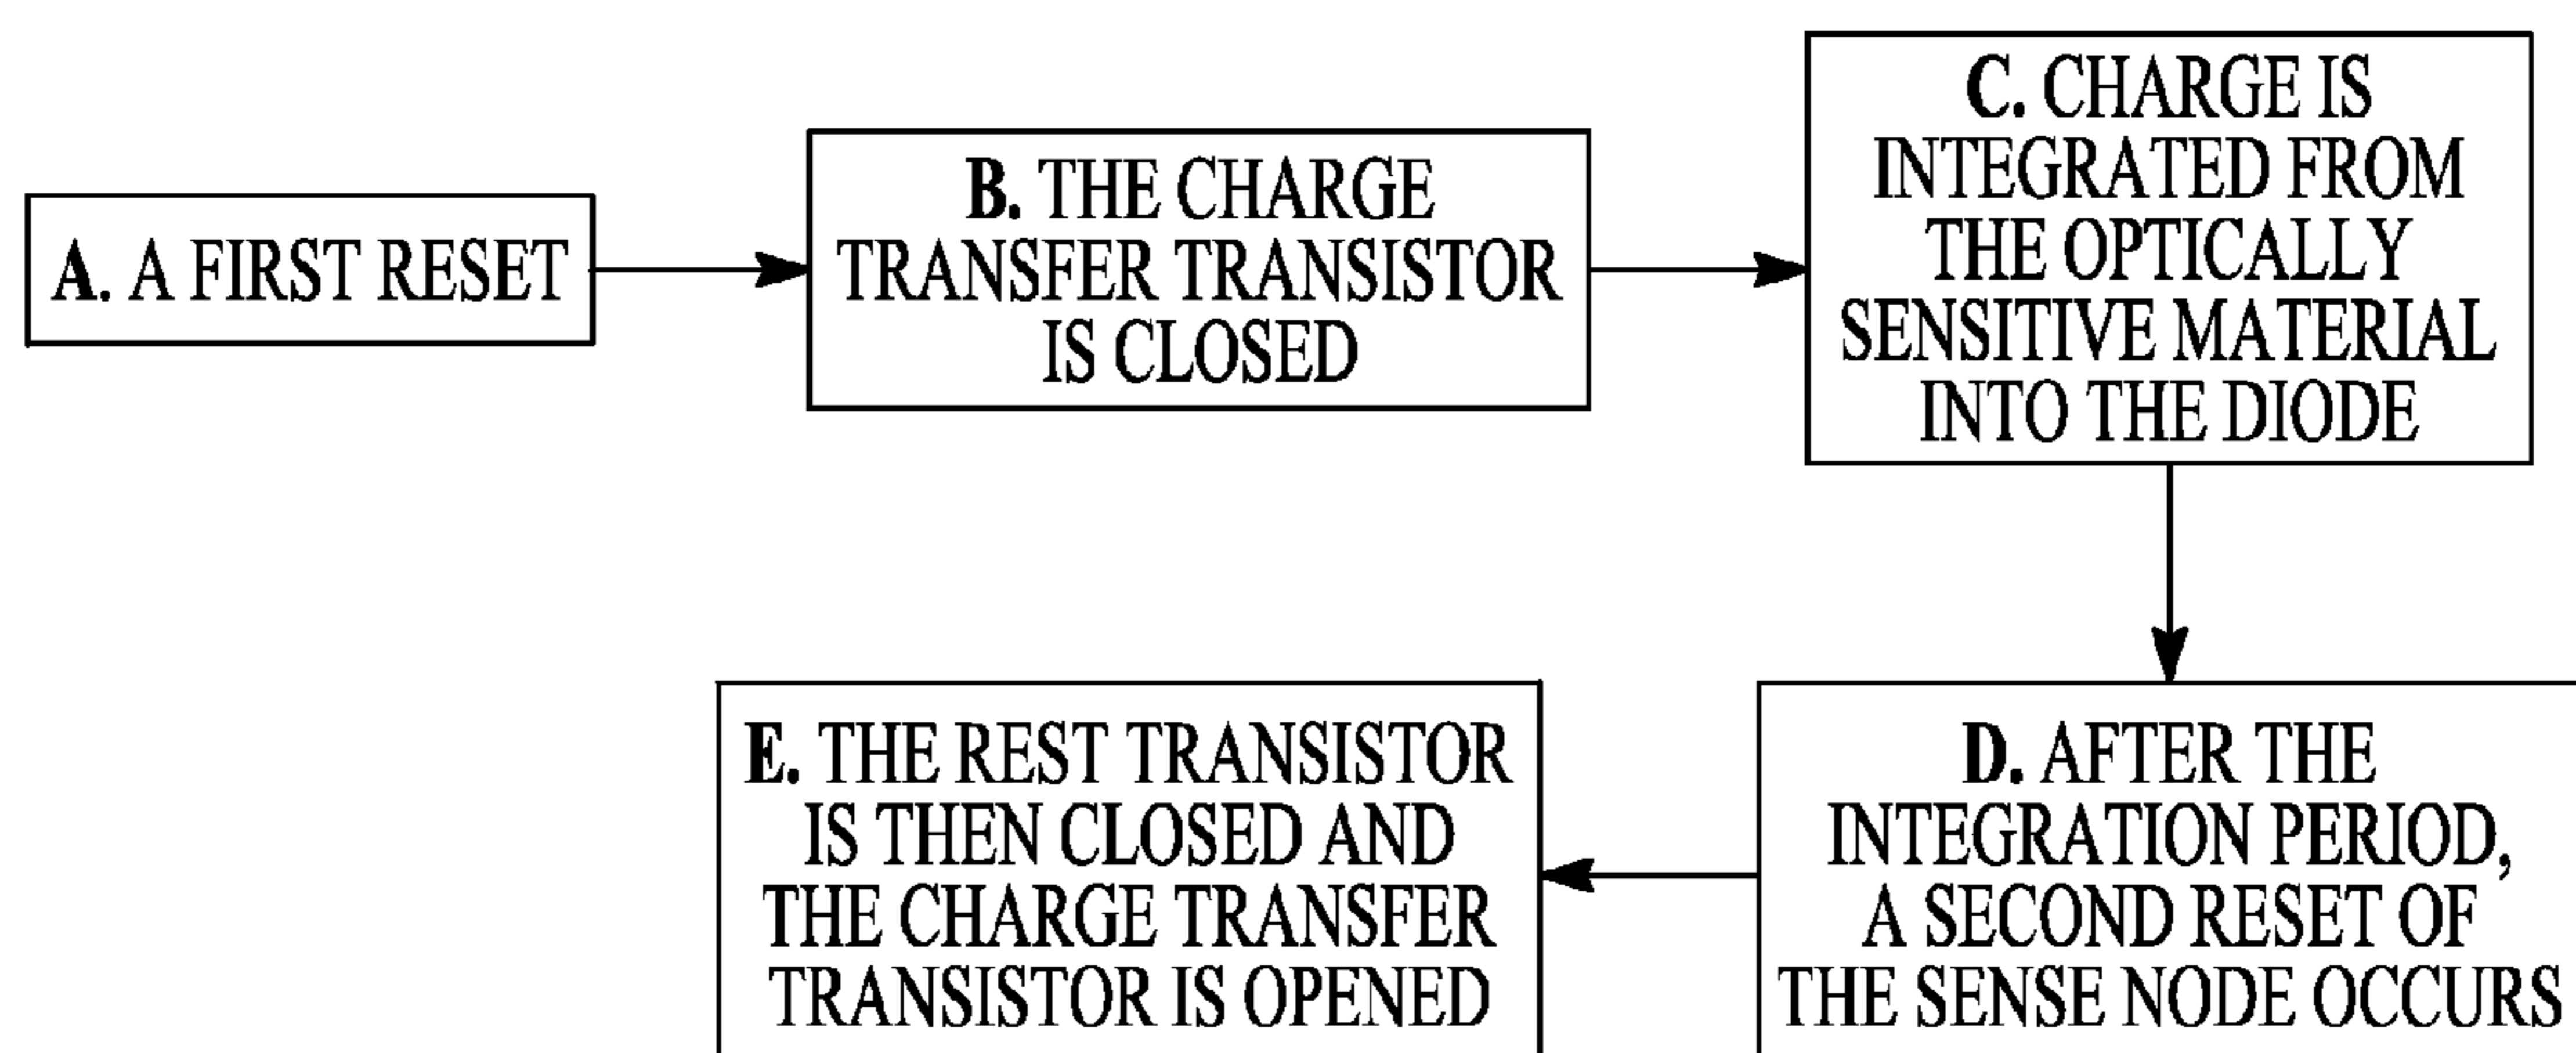 A. A FIRST RESET
B. THE CHARGE
TRANSFER TRANSISTOR
IS CLOSED
C. CHARGE IS
INTEGRATED FROM
THE OPTICALLY
SENSITIVE MATERIAL
INTO THE DIODE
D. AFTER THE
INTEGRATION PERIOD,
A SECOND RESET OF
THE SENSE NODE OCCURS
E. THE REST TRANSISTOR
IS THEN CLOSED AND
THE CHARGE TRANSFER
TRANSISTOR IS OPENED